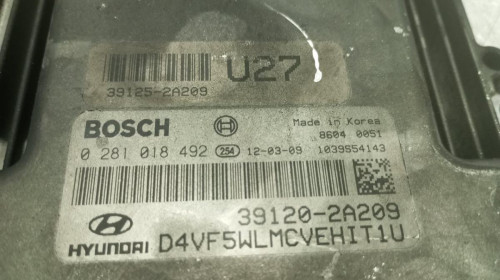 U27
39125-2A209
BOSCH
Made in Korea
8604 0051
0 281 018 492 254 12-03-09 1039S54143
39120-2A209
HYUNDAI D4VF5WLMCVEHIT1U